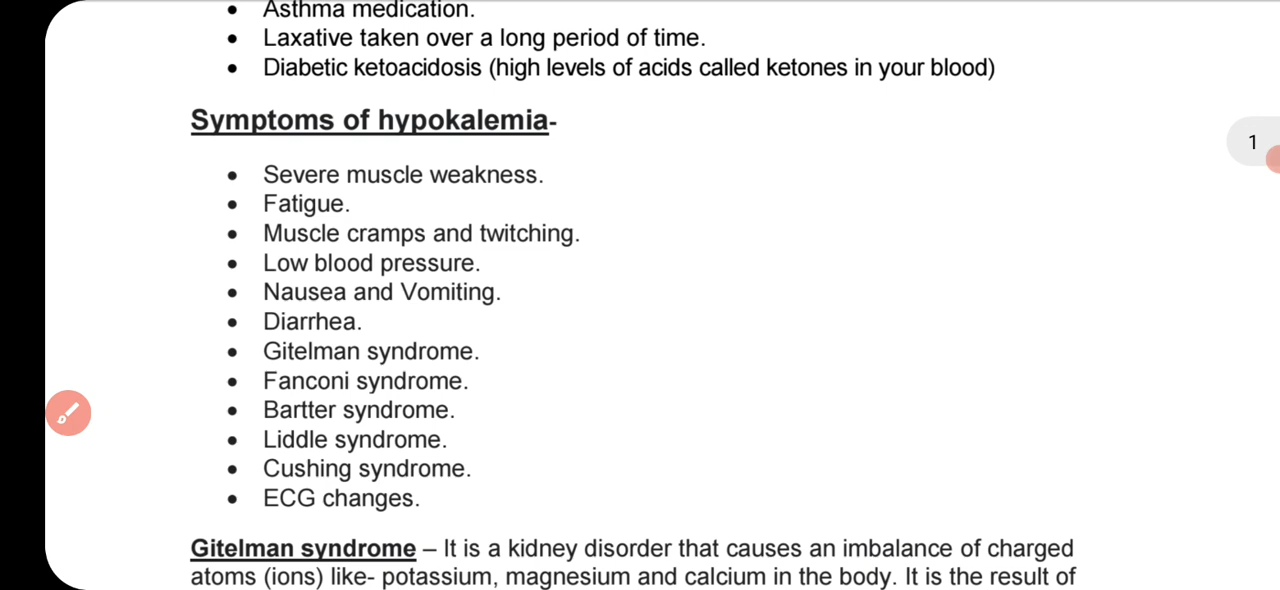 • Asthma medication.
• Laxative taken over a long period of time.
• Diabetic ketoacidosis (high levels of acids called ketones in your blood)
Symptoms of hypokalemia-
1
• Severe muscle weakness.
• Fatigue.
• Muscle cramps and twitching.
• Low blood pressure.
• Nausea and Vomiting.
• Diarrhea.
• Gitelman syndrome.
• Fanconi syndrome.
• Bartter syndrome.
• Liddle syndrome.
• Cushing syndrome.
• ECG changes.
Gitelman syndrome – It is a kidney disorder that causes an imbalance of charged
atoms (ions) like- potassium, magnesium and calcium in the body. It is the result of